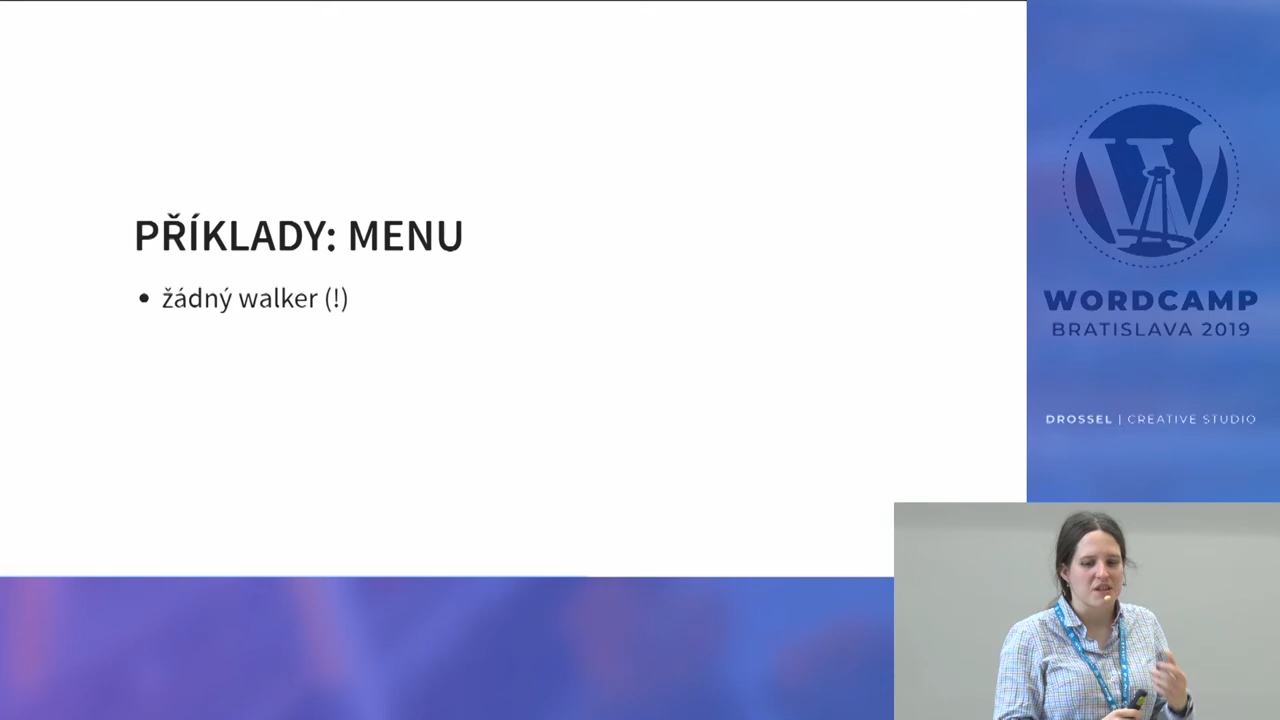 PŘÍKLADY: MENU
• žádný walker (!)
WORDCAMP
BRATISLAVA 2019
DROSSEL | CREATIVE STUDIO